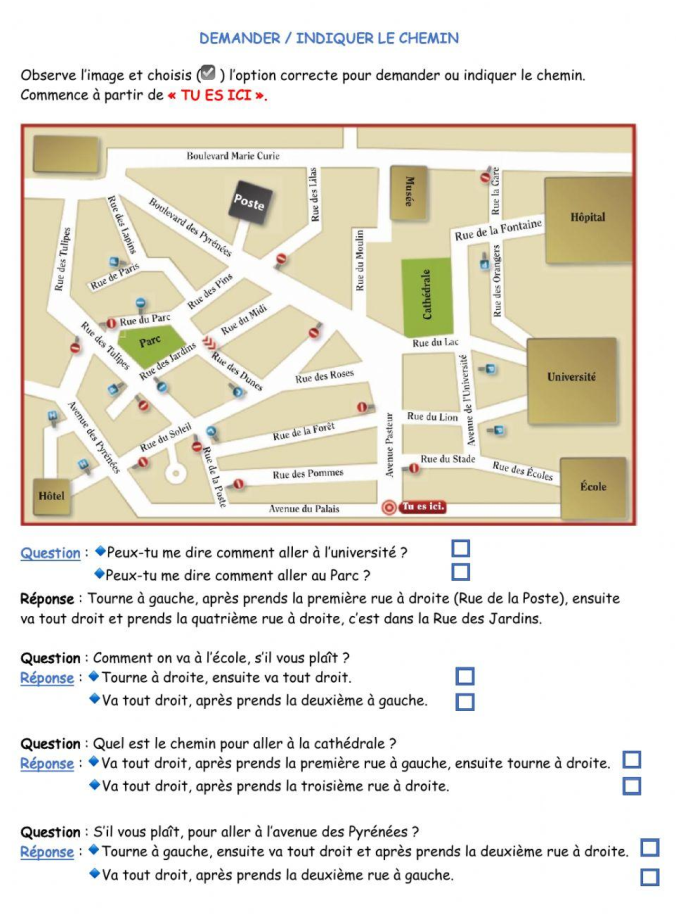 DEMANDER / INDIQUER LE CHEMIN
Observe l'image et choisis ( ) l'option correcte pour demander ou indiquer le chemin.
Commence à partir de « TU ES ICI ».
Boulevard Marie Curie
Poste
Rue des Lilas
Musée
Rue la Gare
Hôpital
Rue des Tulipes
Rue des Lapins
Boulevard des Pyrénées
Rue du Moulin
Rue de la Fontaine
Rue de Paris
Rue des Pins
Cathédrale
Rue des Orangers
Rue du Parc
Rue du Midi
Rue des Tulipes
Parc
Rue des Jardins
Rue des Dunes
Rue du Lac
Rue des Roses
Avenue de l'Université
Université
Avenue des Pyrénées
H
Rue du Soleil
Rue de la Forêt
Avenue Pasteur
Rue du Lion
H
Rue de la Poste
Rue des Pommes
Rue du Stade
Rue des Écoles
École
Hôtel
Avenue du Palais
Tu es ici.
Question : Peux-tu me dire comment aller à l'université ?
Peux-tu me dire comment aller au Parc ?
Réponse : Tourne à gauche, après prends la première rue à droite (Rue de la Poste), ensuite
va tout droit et prends la quatrième rue à droite, c'est dans la Rue des Jardins.
Question : Comment on va à l'école, s'il vous plaît ?
Réponse : Tourne à droite, ensuite va tout droit.
Va tout droit, après prends la deuxième à gauche.
Question : Quel est le chemin pour aller à la cathédrale ?
Réponse : Va tout droit, après prends la première rue à gauche, ensuite tourne à droite.
Va tout droit, après prends la troisième rue à droite.
Question : S'il vous plaît, pour aller à l'avenue des Pyrénées ?
Réponse : Tourne à gauche, ensuite va tout droit et après prends la deuxième rue à droite.
Va tout droit, après prends la deuxième rue à gauche.